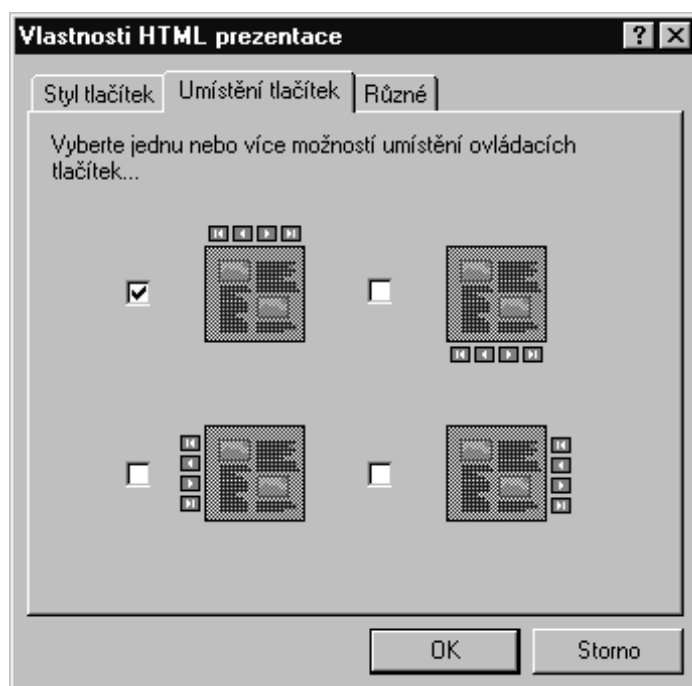 Vlastnosti HTML prezentace
Styl tlačítek Umístění tlačítek Různé
Vyberte jednu nebo více možností umístění ovládacích
tlačítek...
OK Storno